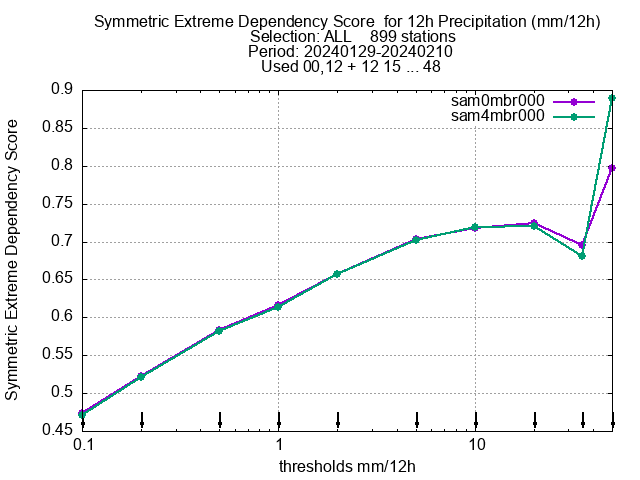 Symmetric Extreme Dependency Score for 12h Precipitation (mm/12h)
Selection: ALL 899 stations
Period: 20240129-20240210
Used 00,12 + 12 15 ... 48
sam0mbr000
sam4mbr000
0.9
0.85
0.8
0.75
0.7
0.65
0.6
0.55
0.5
0.45
Symmetric Extreme Dependency Score
0.1
1
10
thresholds mm/12h